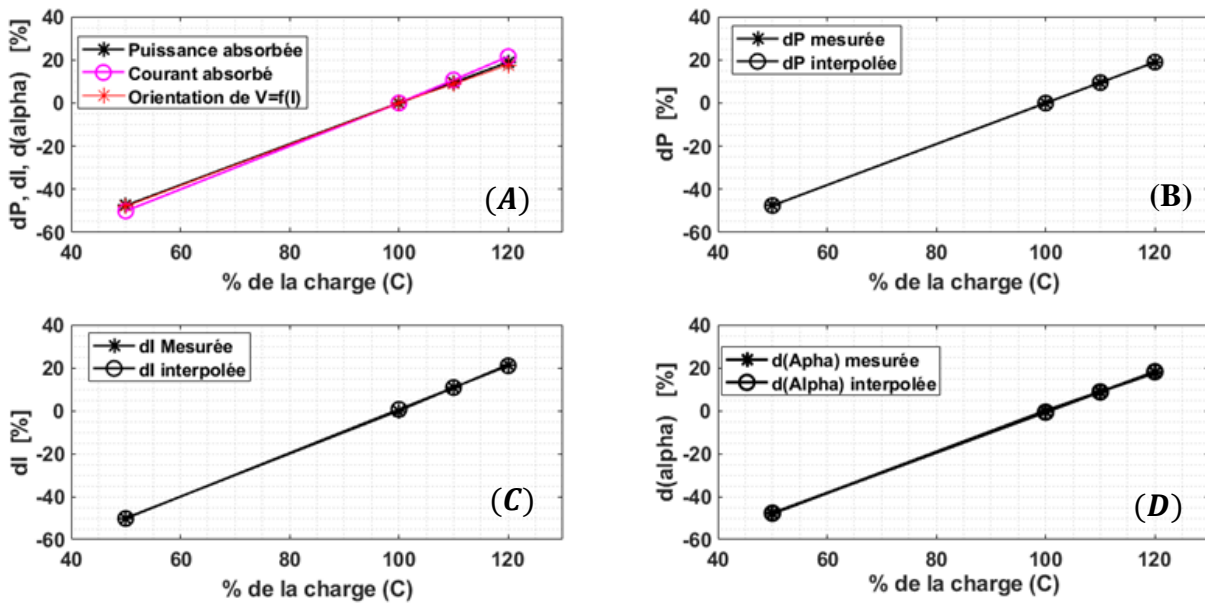 40
20
0
-20
-40
-60
dP, dI, d(alpha) [%]
Puissance absorbée
Courant absorbé
Orientation de V=f(I)
(A)
40 60 80 100 120
% de la charge (C)
40
20
0
-20
-40
-60
dP [%]
dP mesurée
dP interpolée
(B)
40 60 80 100 120
% de la charge (C)
40
20
0
-20
-40
-60
dI [%]
dI Mesurée
dI interpolée
(C)
40 60 80 100 120
% de la charge (C)
40
20
0
-20
-40
-60
d(alpha) [%]
d(Apha) mesurée
d(Alpha) interpolée
(D)
40 60 80 100 120
% de la charge (C)